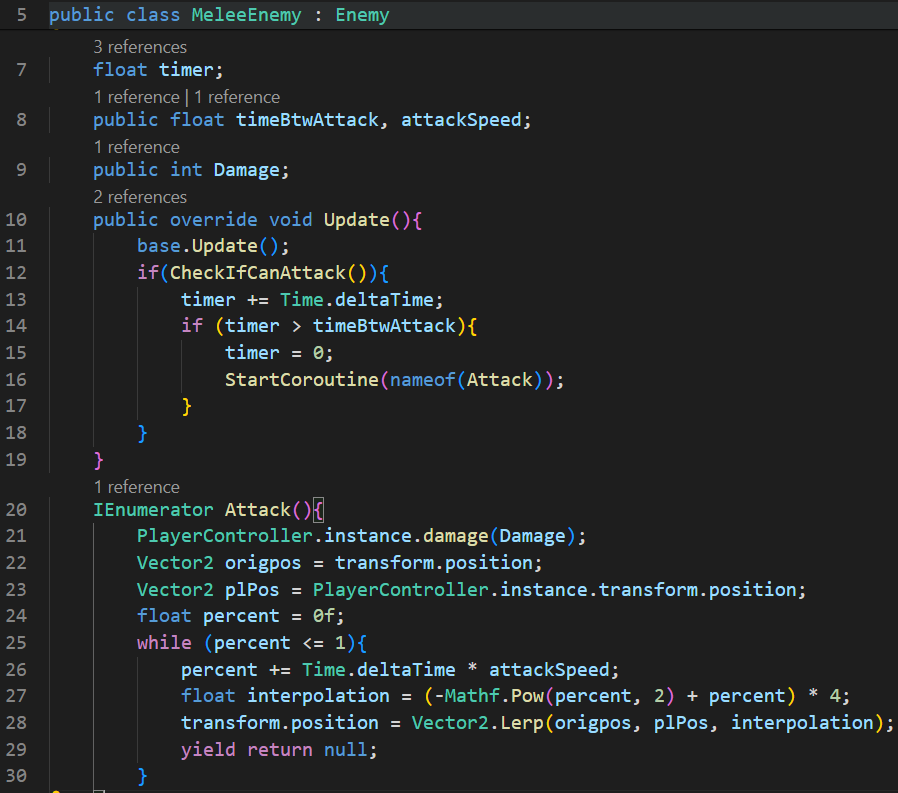 5 public class MeleeEnemy : Enemy
3 references
7 float timer;
1 reference | 1 reference
8 public float timeBtwAttack, attackSpeed;
1 reference
9 public int Damage;
2 references
10 public override void Update(){
11 base.Update();
12 if(CheckIfCanAttack()){
13 timer += Time.deltaTime;
14 if (timer > timeBtwAttack){
15 timer = 0;
16 StartCoroutine(nameof(Attack));
17 }
18 }
19 }
1 reference
20 IEnumerator Attack(){
21 PlayerController.instance.damage(Damage);
22 Vector2 origpos = transform.position;
23 Vector2 plPos = PlayerController.instance.transform.position;
24 float percent = 0f;
25 while (percent <= 1){
26 percent += Time.deltaTime * attackSpeed;
27 float interpolation = (-Mathf.Pow(percent, 2) + percent) * 4;
28 transform.position = Vector2.Lerp(origpos, plPos, interpolation);
29 yield return null;
30 }